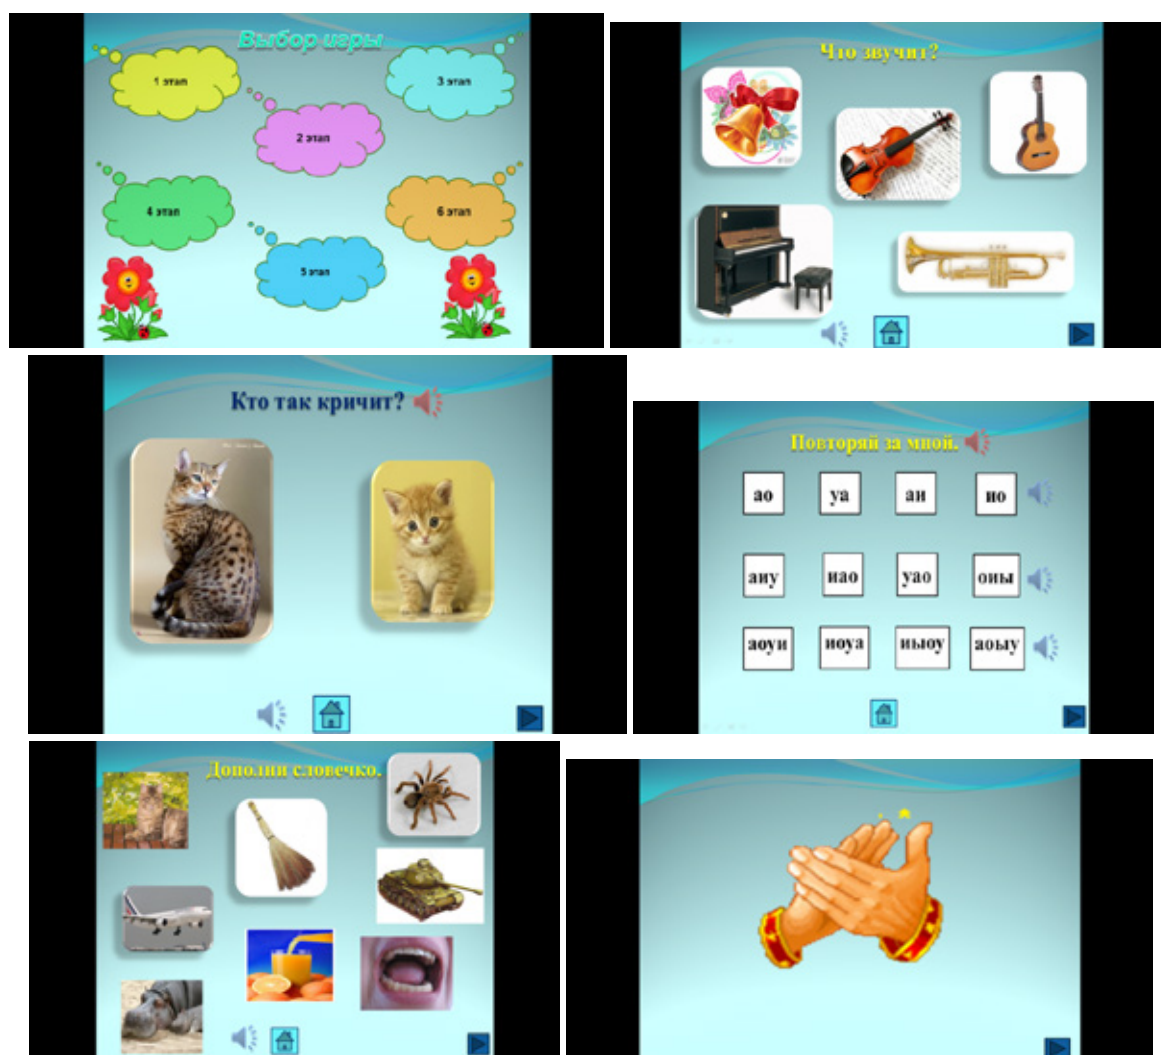 Выбор игры
1 этап
3 этап
2 этап
4 этап
6 этап
5 этап
Что звучит?
Кто так кричит?
Повторяй за мной.
ао уа аи ио
аиу иао уао оиы
аоуи иоуа иыоу аоыу
Дополни словечко.